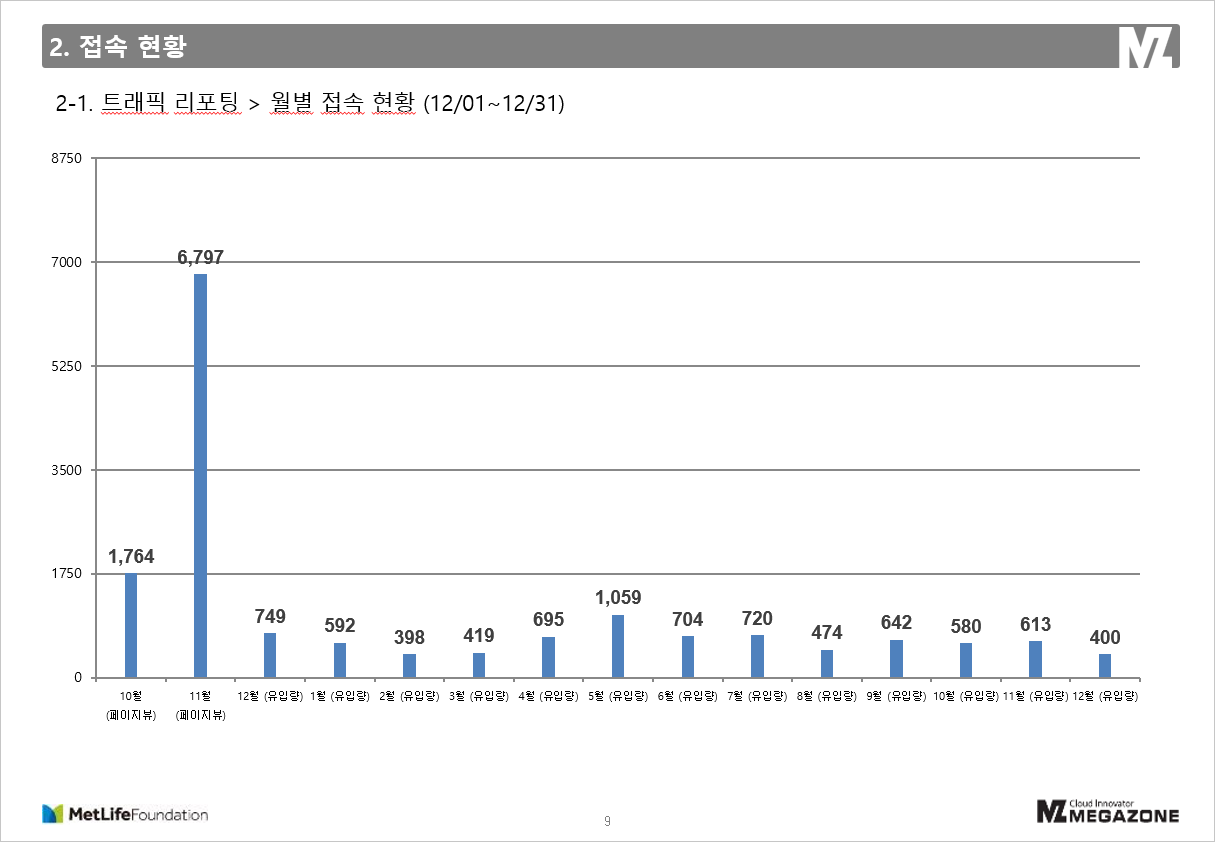 2. 접속 현황
MZ
2-1. 트래픽 리포팅 > 월별 접속 현황 (12/01~12/31)
8750
7000
5250
3500
1750
0
1,764
6,797
749
592
398
419
695
1,059
704
720
474
642
580
613
400
10월
(페이지뷰)
11월
(페이지뷰)
12월 (유입량)
1월 (유입량)
2월 (유입량)
3월 (유입량)
4월 (유입량)
5월 (유입량)
6월 (유입량)
7월 (유입량)
8월 (유입량)
9월 (유입량)
10월 (유입량)
11월 (유입량)
12월 (유입량)
MetLifeFoundation
9
MZ Cloud Innovator
MEGAZONE